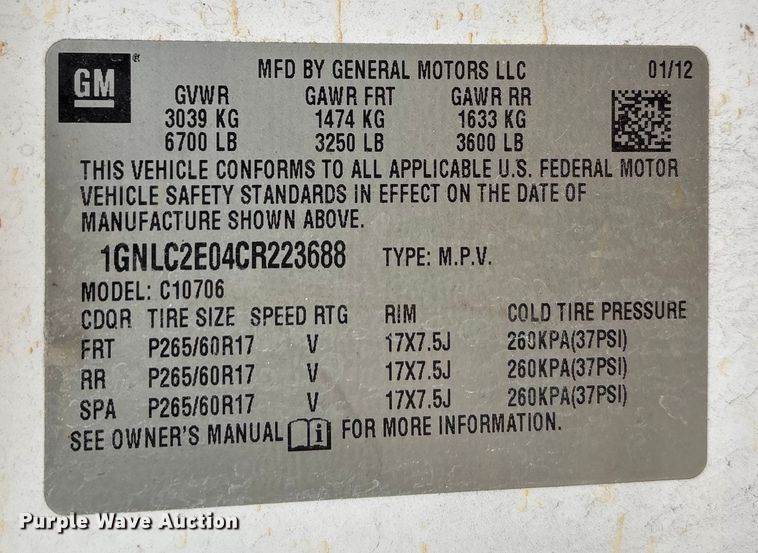 GM ®
MFD BY GENERAL MOTORS LLC 01/12
GVWR GAWR FRT GAWR RR
3039 KG 1474 KG 1633 KG
6700 LB 3250 LB 3600 LB
THIS VEHICLE CONFORMS TO ALL APPLICABLE U.S. FEDERAL MOTOR
VEHICLE SAFETY STANDARDS IN EFFECT ON THE DATE OF
MANUFACTURE SHOWN ABOVE.
1GNLC2E04CR223688 TYPE: M.P.V.
MODEL: C10706
CDQR TIRE SIZE SPEED RTG RIM COLD TIRE PRESSURE
FRT P265/60R17 V 17X7.5J 260KPA(37PSI)
RR P265/60R17 V 17X7.5J 260KPA(37PSI)
SPA P265/60R17 V 17X7.5J 260KPA(37PSI)
SEE OWNER'S MANUAL i FOR MORE INFORMATION.
Purple Wave Auction